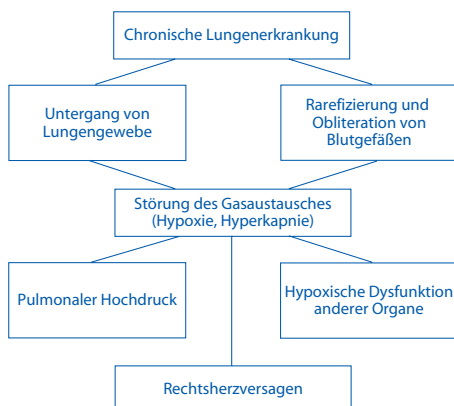 Chronische Lungenerkrankung
Untergang von
Lungengewebe
Rarefizierung und
Obliteration von
Blutgefäßen
Störung des Gasaustausches
(Hypoxie, Hyperkapnie)
Pulmonaler Hochdruck
Hypoxische Dysfunktion
anderer Organe
Rechtsherzversagen